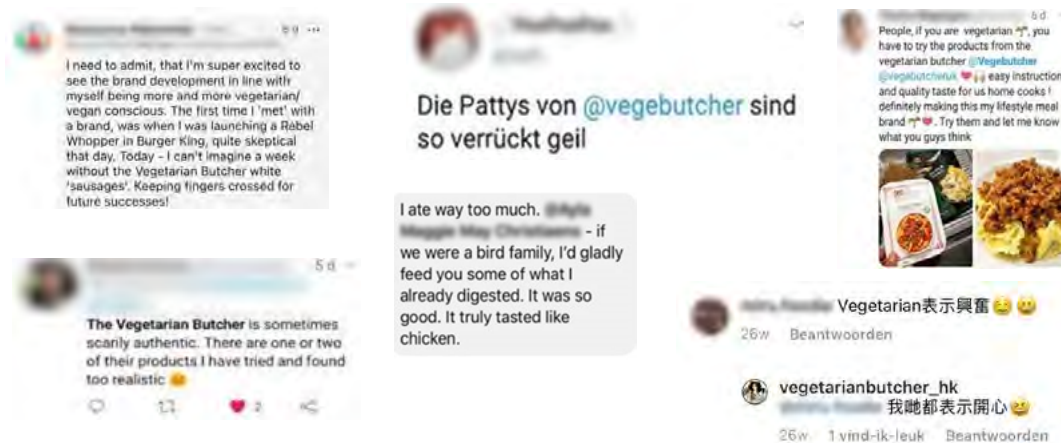 I need to admit, that I'm super excited to
see the brand development in line with
myself being more and more vegetarian/
vegan conscious. The first time I 'met' with
a brand, was when I was launching a Rebel
Whopper in Burger King, quite skeptical
that day. Today - I can't imagine a week
without the Vegetarian Butcher white
'sausages'. Keeping fingers crossed for
future successes!
5 d
The Vegetarian Butcher is sometimes
scarily authentic. There are one or two
of their products I have tried and found
too realistic
2
Die Pattys von @vegebutcher sind
so verrückt geil
I ate way too much.
- if
we were a bird family, I'd gladly
feed you some of what I
already digested. It was so
good. It truly tasted like
chicken.
People, if you are vegetarian 🌱, you
have to try the products from the
vegetarian butcher @Vegebutcher
@vegebutcheruk easy instruction
and quality taste for us home cooks I
definitely making this my lifestyle meal
brand 🌱❤️. Try them and let me know
what you guys think
Vegetarian表示興奮
26w Beantwoorden
vegetarianbutcher_hk
我哋都表示開心😆
26w 1 vind-ik-leuk Beantwoorden